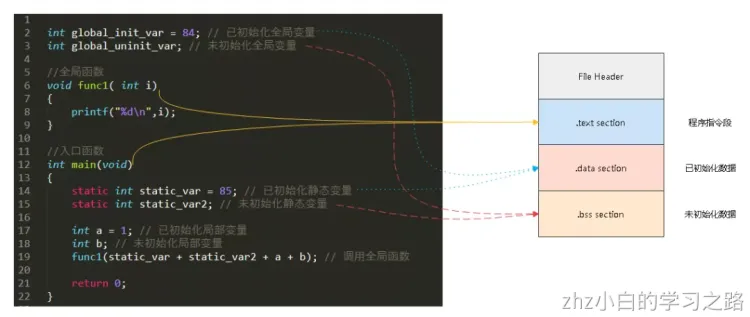 1
2 int global_init_var = 84; // 已初始化全局变量
3 int global_uninit_var; // 未初始化全局变量
4
5 //全局函数
6 void func1( int i)
7 {
8 printf("%d\n",i);
9 }
10
11 //入口函数
12 int main(void)
13 {
14 static int static_var = 85; // 已初始化静态变量
15 static int static_var2; // 未初始化静态变量
16
17 int a = 1; // 已初始化局部变量
18 int b; // 未初始化局部变量
19 func1(static_var + static_var2 + a + b); // 调用全局函数
20
21 return 0;
22 }
File Header
.text section 程序指令段
.data section 已初始化数据
.bss section 未初始化数据
zhz小白的学习之路